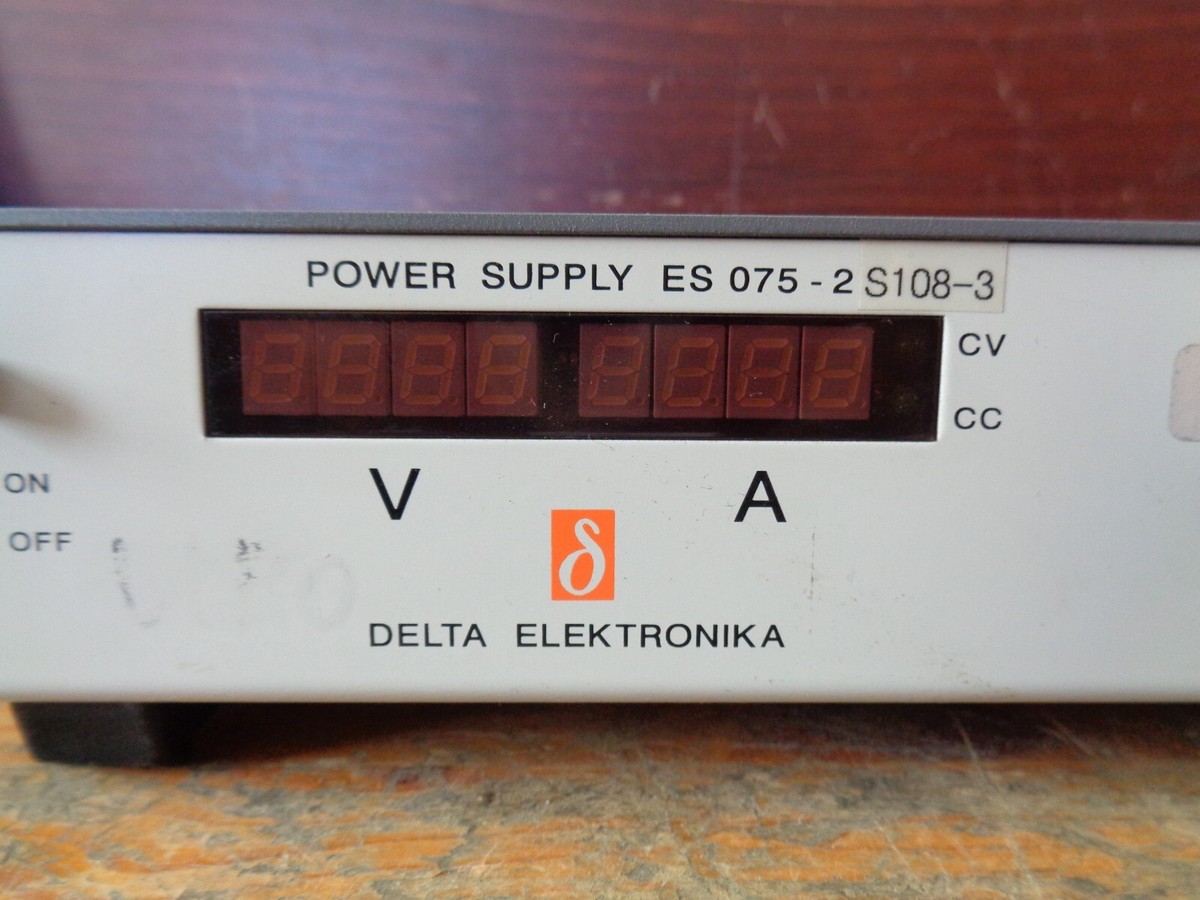 POWER SUPPLY ES 075 - 2 S108-3
CV
CC
ON
OFF
V A
δ
DELTA ELEKTRONIKA